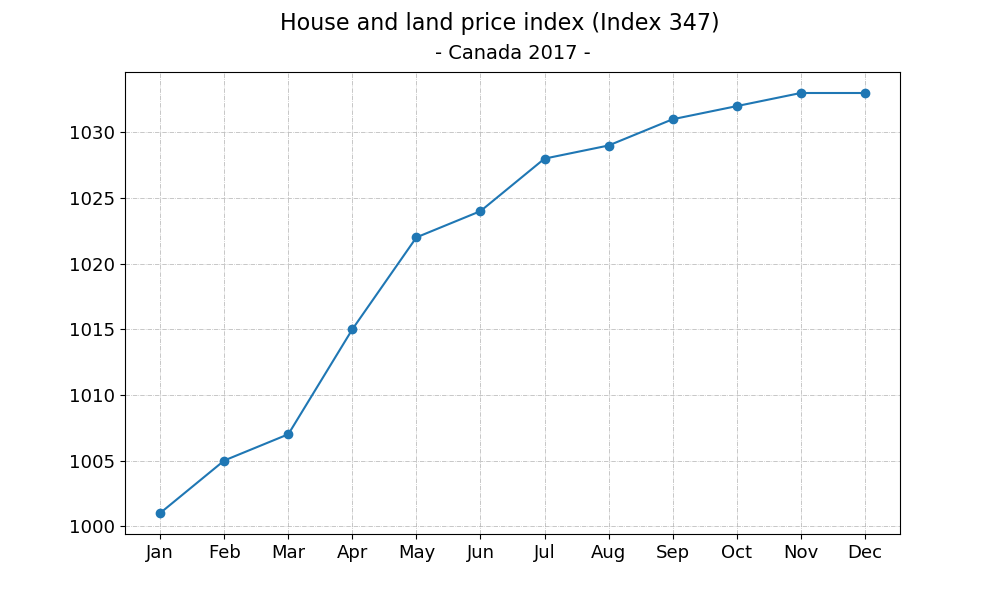 House and land price index (Index 347)
- Canada 2017 -
1030
1025
1020
1015
1010
1005
1000
Jan Feb Mar Apr May Jun Jul Aug Sep Oct Nov Dec